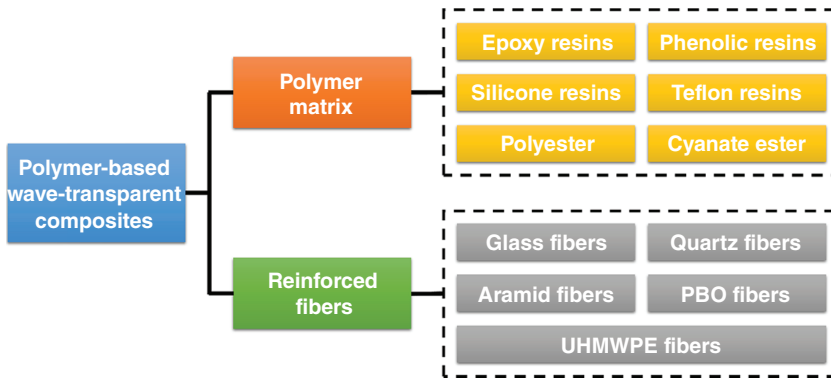 Polymer-based
wave-transparent
composites
Polymer
matrix
Epoxy resins
Phenolic resins
Silicone resins
Teflon resins
Polyester
Cyanate ester
Reinforced
fibers
Glass fibers
Quartz fibers
Aramid fibers
PBO fibers
UHMWPE fibers